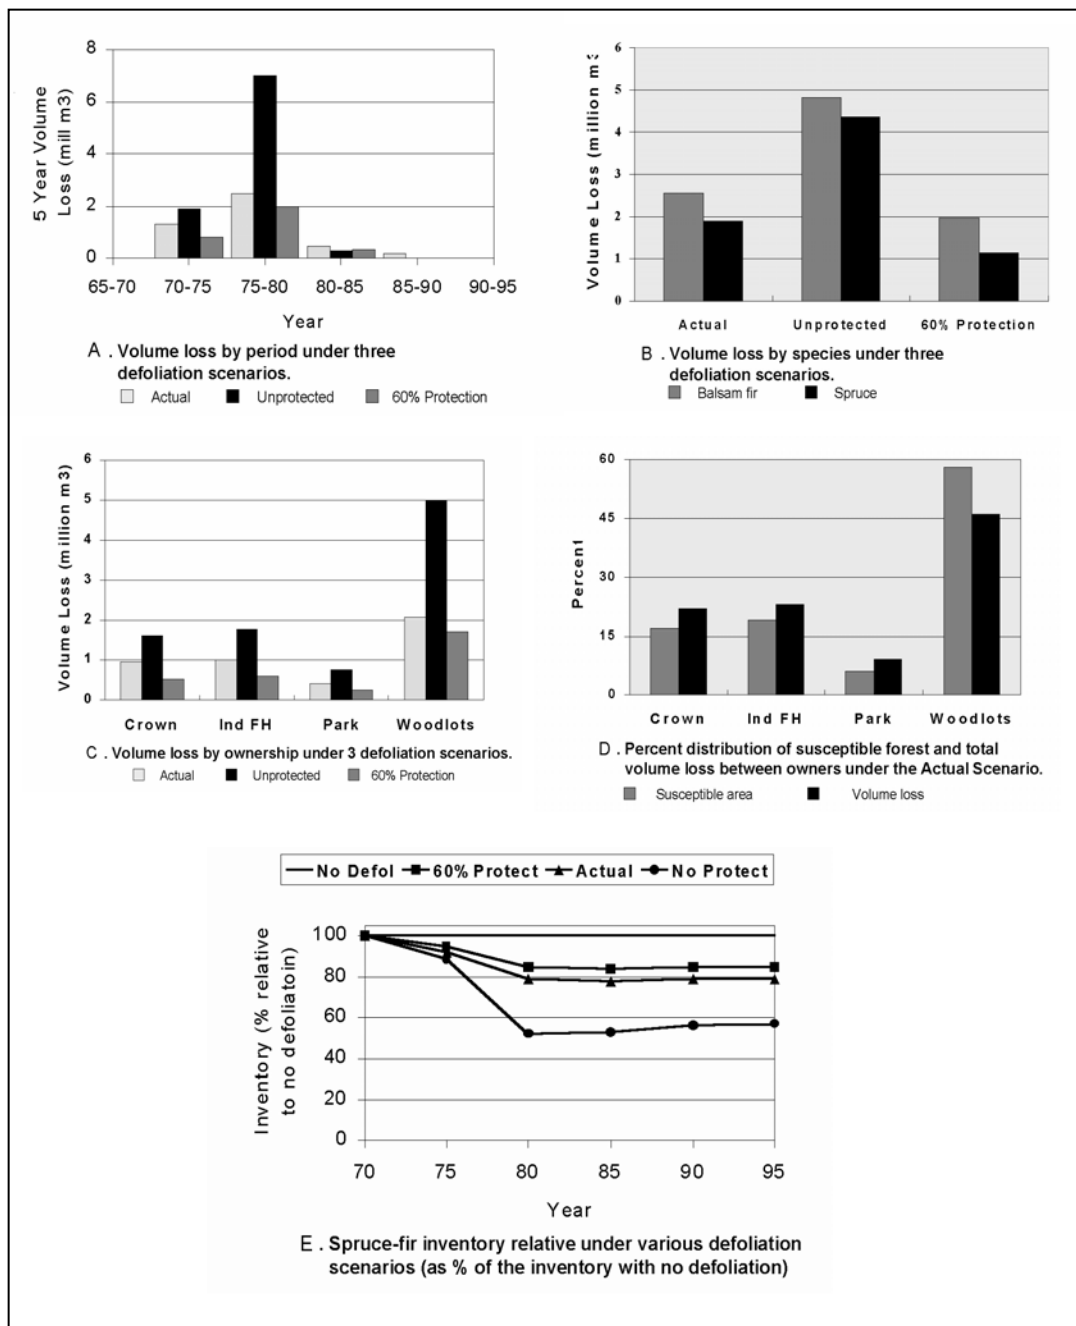 8
6
4
2
0
5 Year Volume
Loss (mill m3)
65-70 70-75 75-80 80-85 85-90 90-95
Year
A . Volume loss by period under three
defoliation scenarios.
Actual Unprotected 60% Protection
6
5
4
3
2
1
0
Volume Loss (million m3
Actual Unprotected 60% Protection
B . Volume loss by species under three
defoliation scenarios.
Balsam fir Spruce
6
5
4
3
2
1
0
Volume Loss (million m3)
Crown Ind FH Park Woodlots
C . Volume loss by ownership under 3 defoliation scenarios.
Actual Unprotected 60% Protection
60
45
30
15
0
Percent
Crown Ind FH Park Woodlots
D . Percent distribution of susceptible forest and total
volume loss between owners under the Actual Scenario.
Susceptible area Volume loss
No Defol 60% Protect Actual No Protect
100
80
60
40
20
0
Inventory (% relative
to no defoliatoin)
70 75 80 85 90 95
Year
E . Spruce-fir inventory relative under various defoliation
scenarios (as % of the inventory with no defoliation)